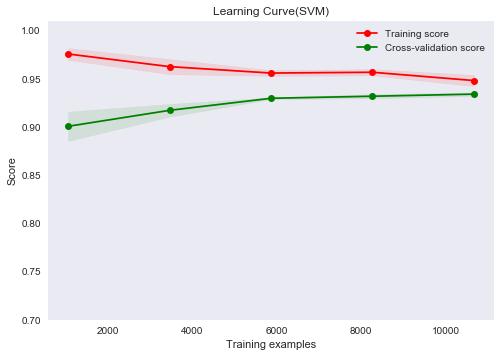 Learning Curve(SVM)
Training score
Cross-validation score
1.00
0.95
0.90
0.85
0.80
0.75
0.70
Score
2000 4000 6000 8000 10000
Training examples